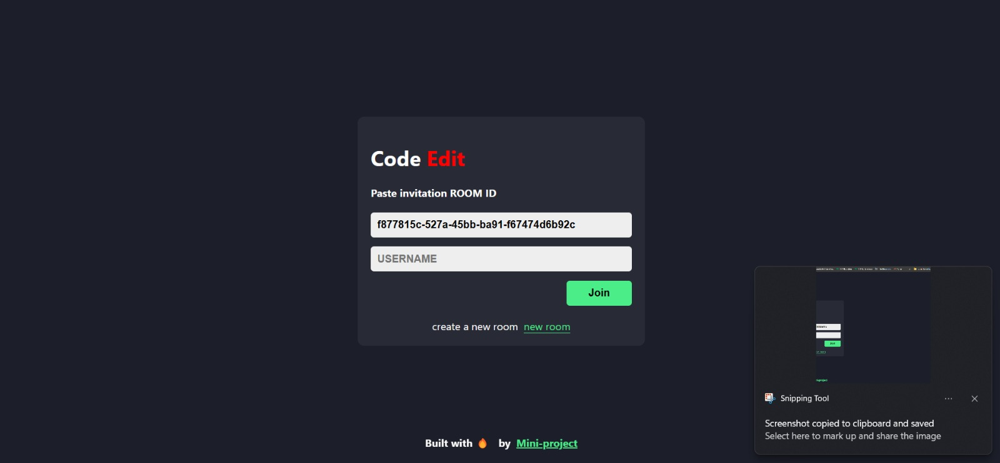 Code Edit
Paste invitation ROOM ID
f877815c-527a-45bb-ba91-f67474d6b92c
USERNAME
Join
create a new room new room
Built with 🔥 by Mini-project
Snipping Tool
Screenshot copied to clipboard and saved
Select here to mark up and share the image